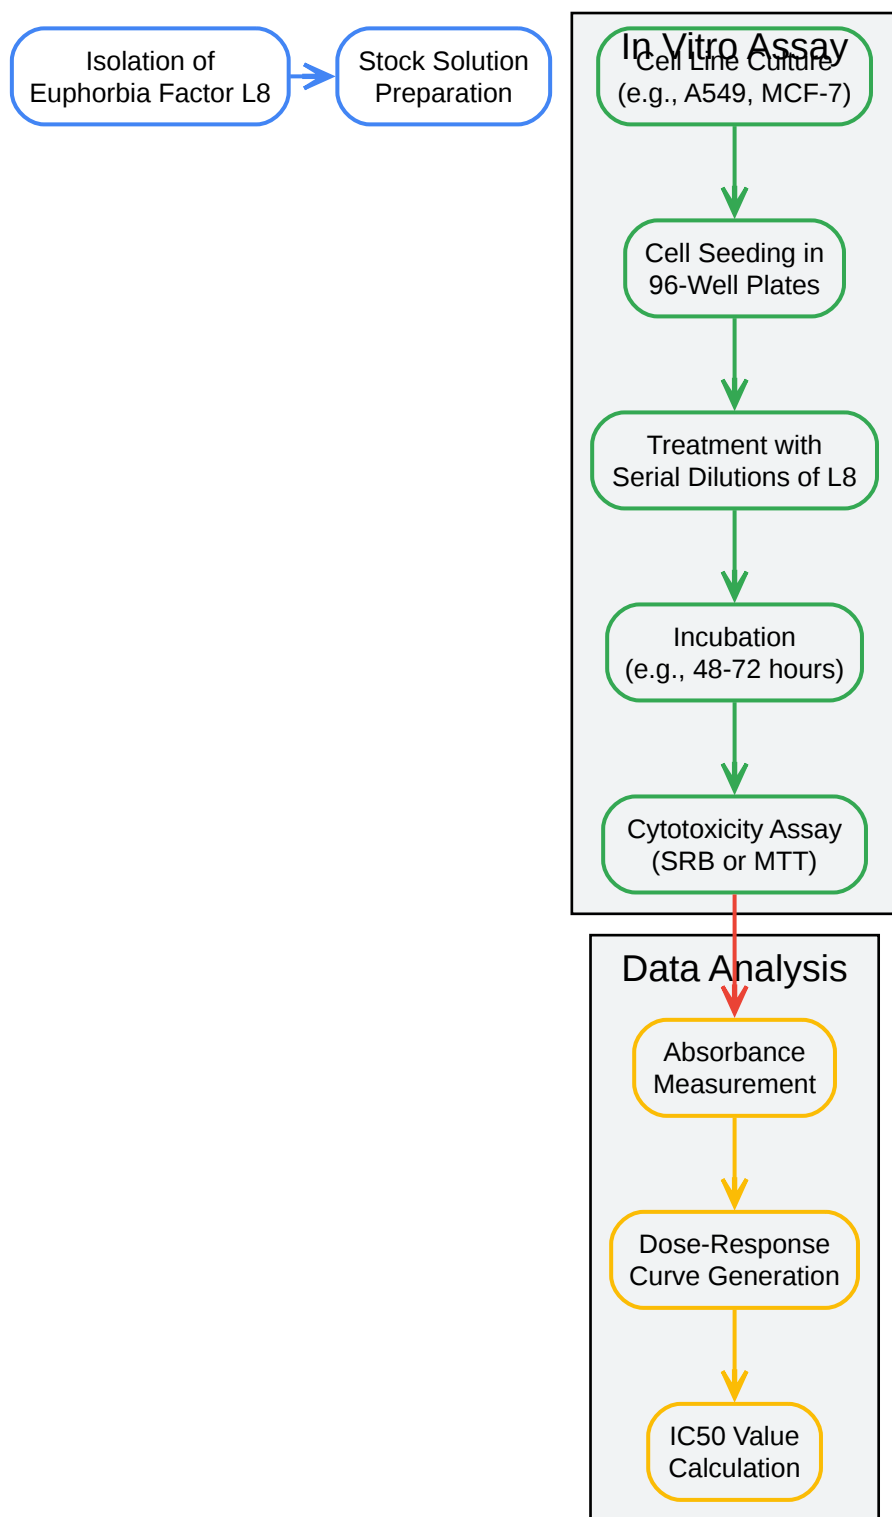 Isolation of
Euphorbia Factor L8
Stock Solution
Preparation
In Vitro Assay
Cell Line Culture
(e.g., A549, MCF-7)
Cell Seeding in
96-Well Plates
Treatment with
Serial Dilutions of L8
Incubation
(e.g., 48-72 hours)
Cytotoxicity Assay
(SRB or MTT)
Data Analysis
Absorbance
Measurement
Dose-Response
Curve Generation
IC50 Value
Calculation